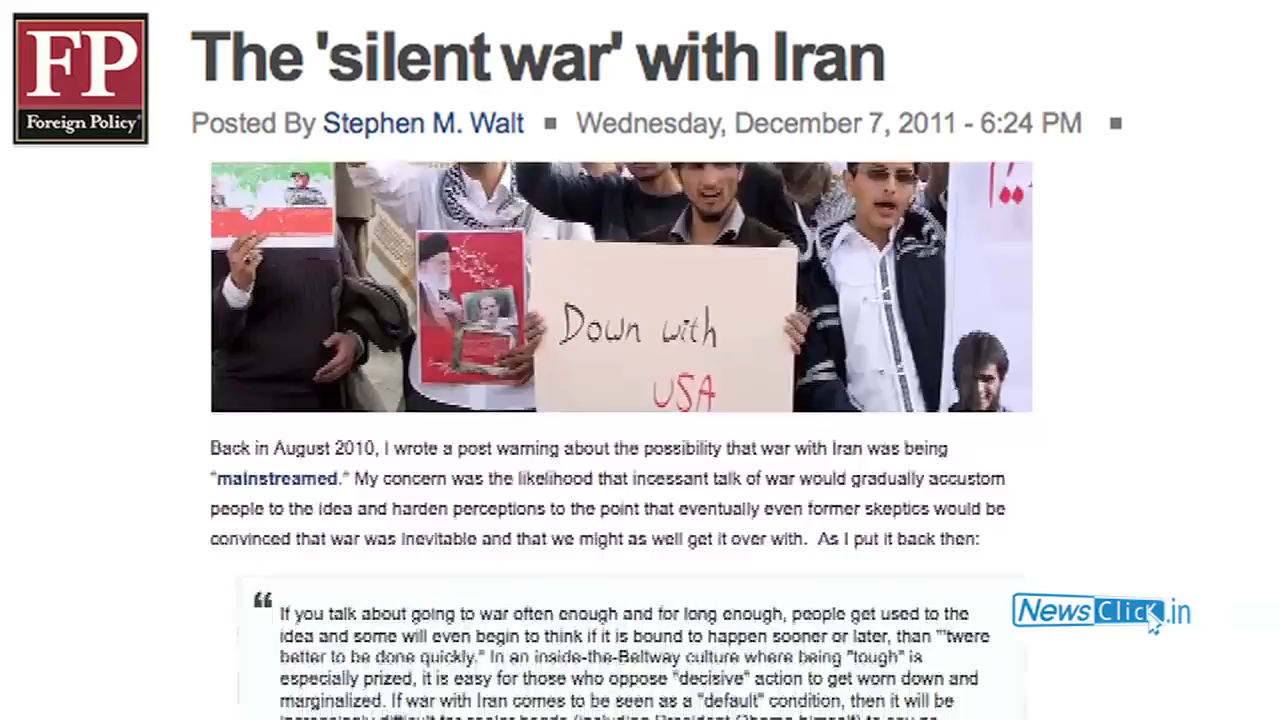 FP
Foreign Policy
The 'silent war' with Iran
Posted By Stephen M. Walt ■ Wednesday, December 7, 2011 - 6:24 PM ■
Down with
USA
Back in August 2010, I wrote a post warning about the possibility that war with Iran was being
"mainstreamed." My concern was the likelihood that incessant talk of war would gradually accustom
people to the idea and harden perceptions to the point that eventually even former skeptics would be
convinced that war was inevitable and that we might as well get it over with. As I put it back then:
“ If you talk about going to war often enough and for long enough, people get used to the
idea and some will even begin to think if it is bound to happen sooner or later, than "'twere
better to be done quickly." In an inside-the-Beltway culture where being "tough" is
especially prized, it is easy for those who oppose "decisive" action to get worn down and
marginalized. If war with Iran comes to be seen as a "default" condition, then it will be
NewsClick.in